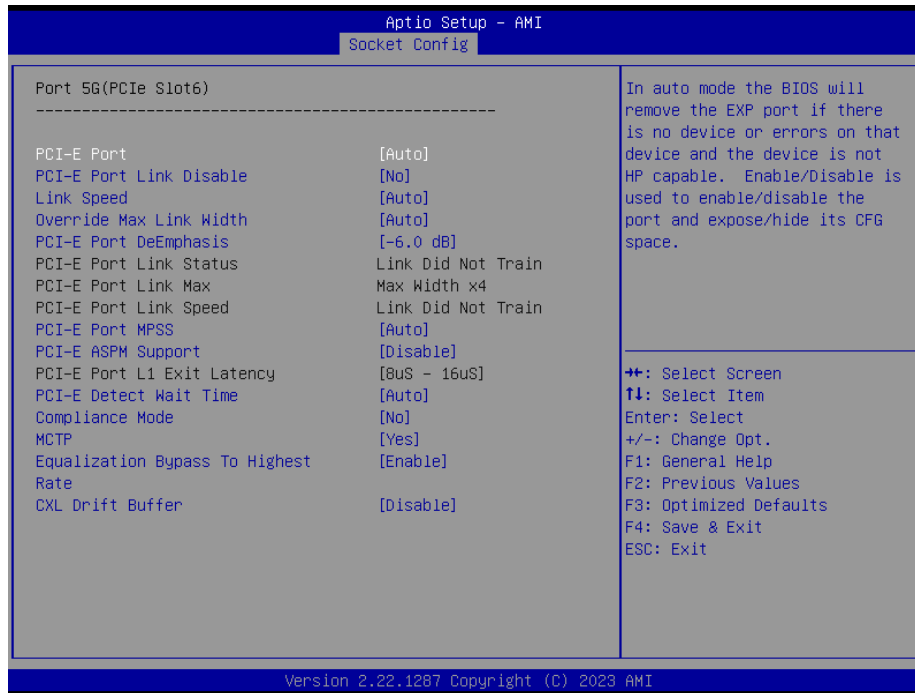 Aptio Setup – AMI
Socket Config
Port 5G(PCIe Slot6)
--------------------------------------------------
PCI-E Port [Auto]
PCI-E Port Link Disable [No]
Link Speed [Auto]
Override Max Link Width [Auto]
PCI-E Port DeEmphasis [-6.0 dB]
PCI-E Port Link Status Link Did Not Train
PCI-E Port Link Max Max Width x4
PCI-E Port Link Speed Link Did Not Train
PCI-E Port MPSS [Auto]
PCI-E ASPM Support [Disable]
PCI-E Port L1 Exit Latency [8uS - 16uS]
PCI-E Detect Wait Time [Auto]
Compliance Mode [No]
MCTP [Yes]
Equalization Bypass To Highest [Enable]
Rate
CXL Drift Buffer [Disable]
In auto mode the BIOS will
remove the EXP port if there
is no device or errors on that
device and the device is not
HP capable.  Enable/Disable is
used to enable/disable the
port and expose/hide its CFG
space.
→←: Select Screen
↑↓: Select Item
Enter: Select
+/-: Change Opt.
F1: General Help
F2: Previous Values
F3: Optimized Defaults
F4: Save & Exit
ESC: Exit
Version 2.22.1287 Copyright (C) 2023 AMI